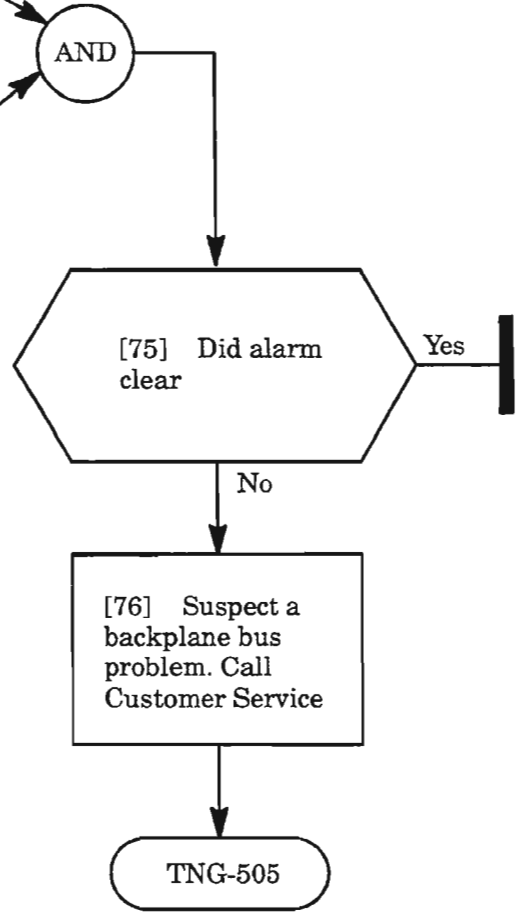 AND
[75] Did alarm
clear
Yes
No
[76] Suspect a
backplane bus
problem. Call
Customer Service
TNG-505